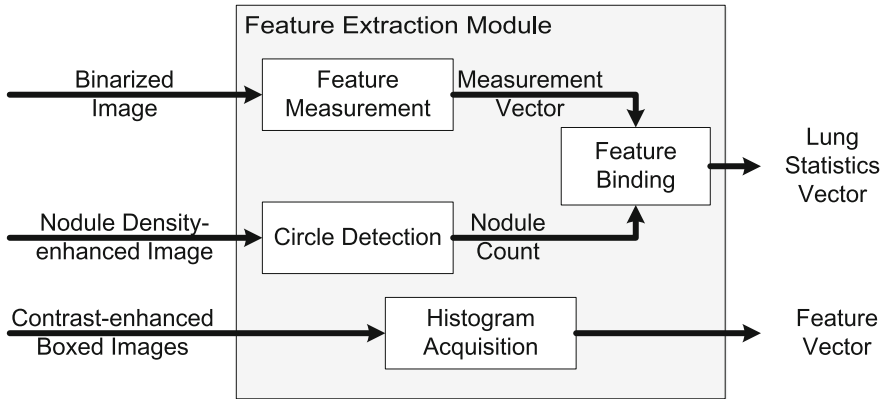 Feature Extraction Module
Binarized
Image
Feature
Measurement
Measurement
Vector
Feature
Binding
Lung
Statistics
Vector
Nodule Density-
enhanced Image
Circle Detection
Nodule
Count
Contrast-enhanced
Boxed Images
Histogram
Acquisition
Feature
Vector